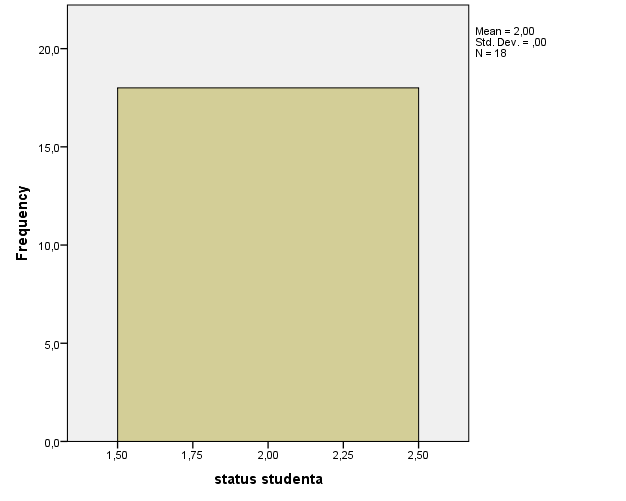 Mean = 2,00
Std. Dev. = ,00
N = 18
Frequency
20,0
15,0
10,0
5,0
0,0
1,50 1,75 2,00 2,25 2,50
status studenta